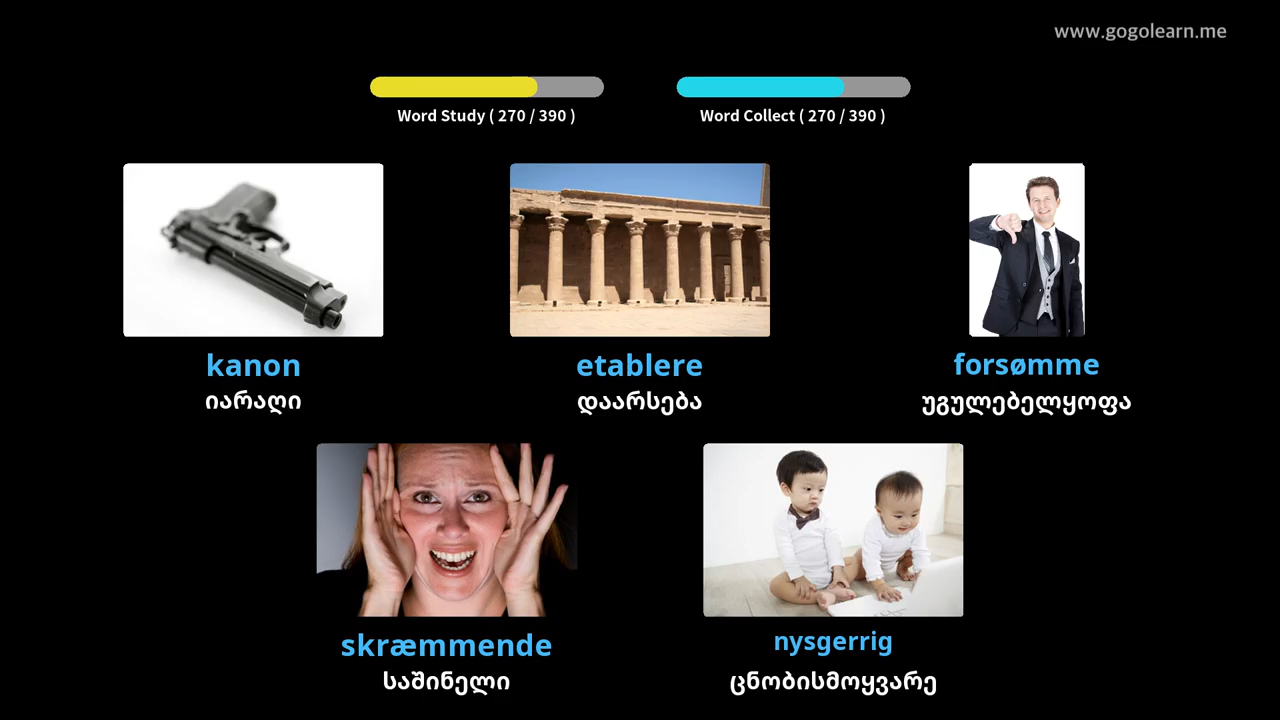 www.gogolearn.me
Word Study ( 270 / 390 )
Word Collect ( 270 / 390 )
kanon
იარაღი
etablere
დაარსება
forsømme
უგულებელყოფა
skræmmende
საშინელი
nysgerrig
ცნობისმოყვარე